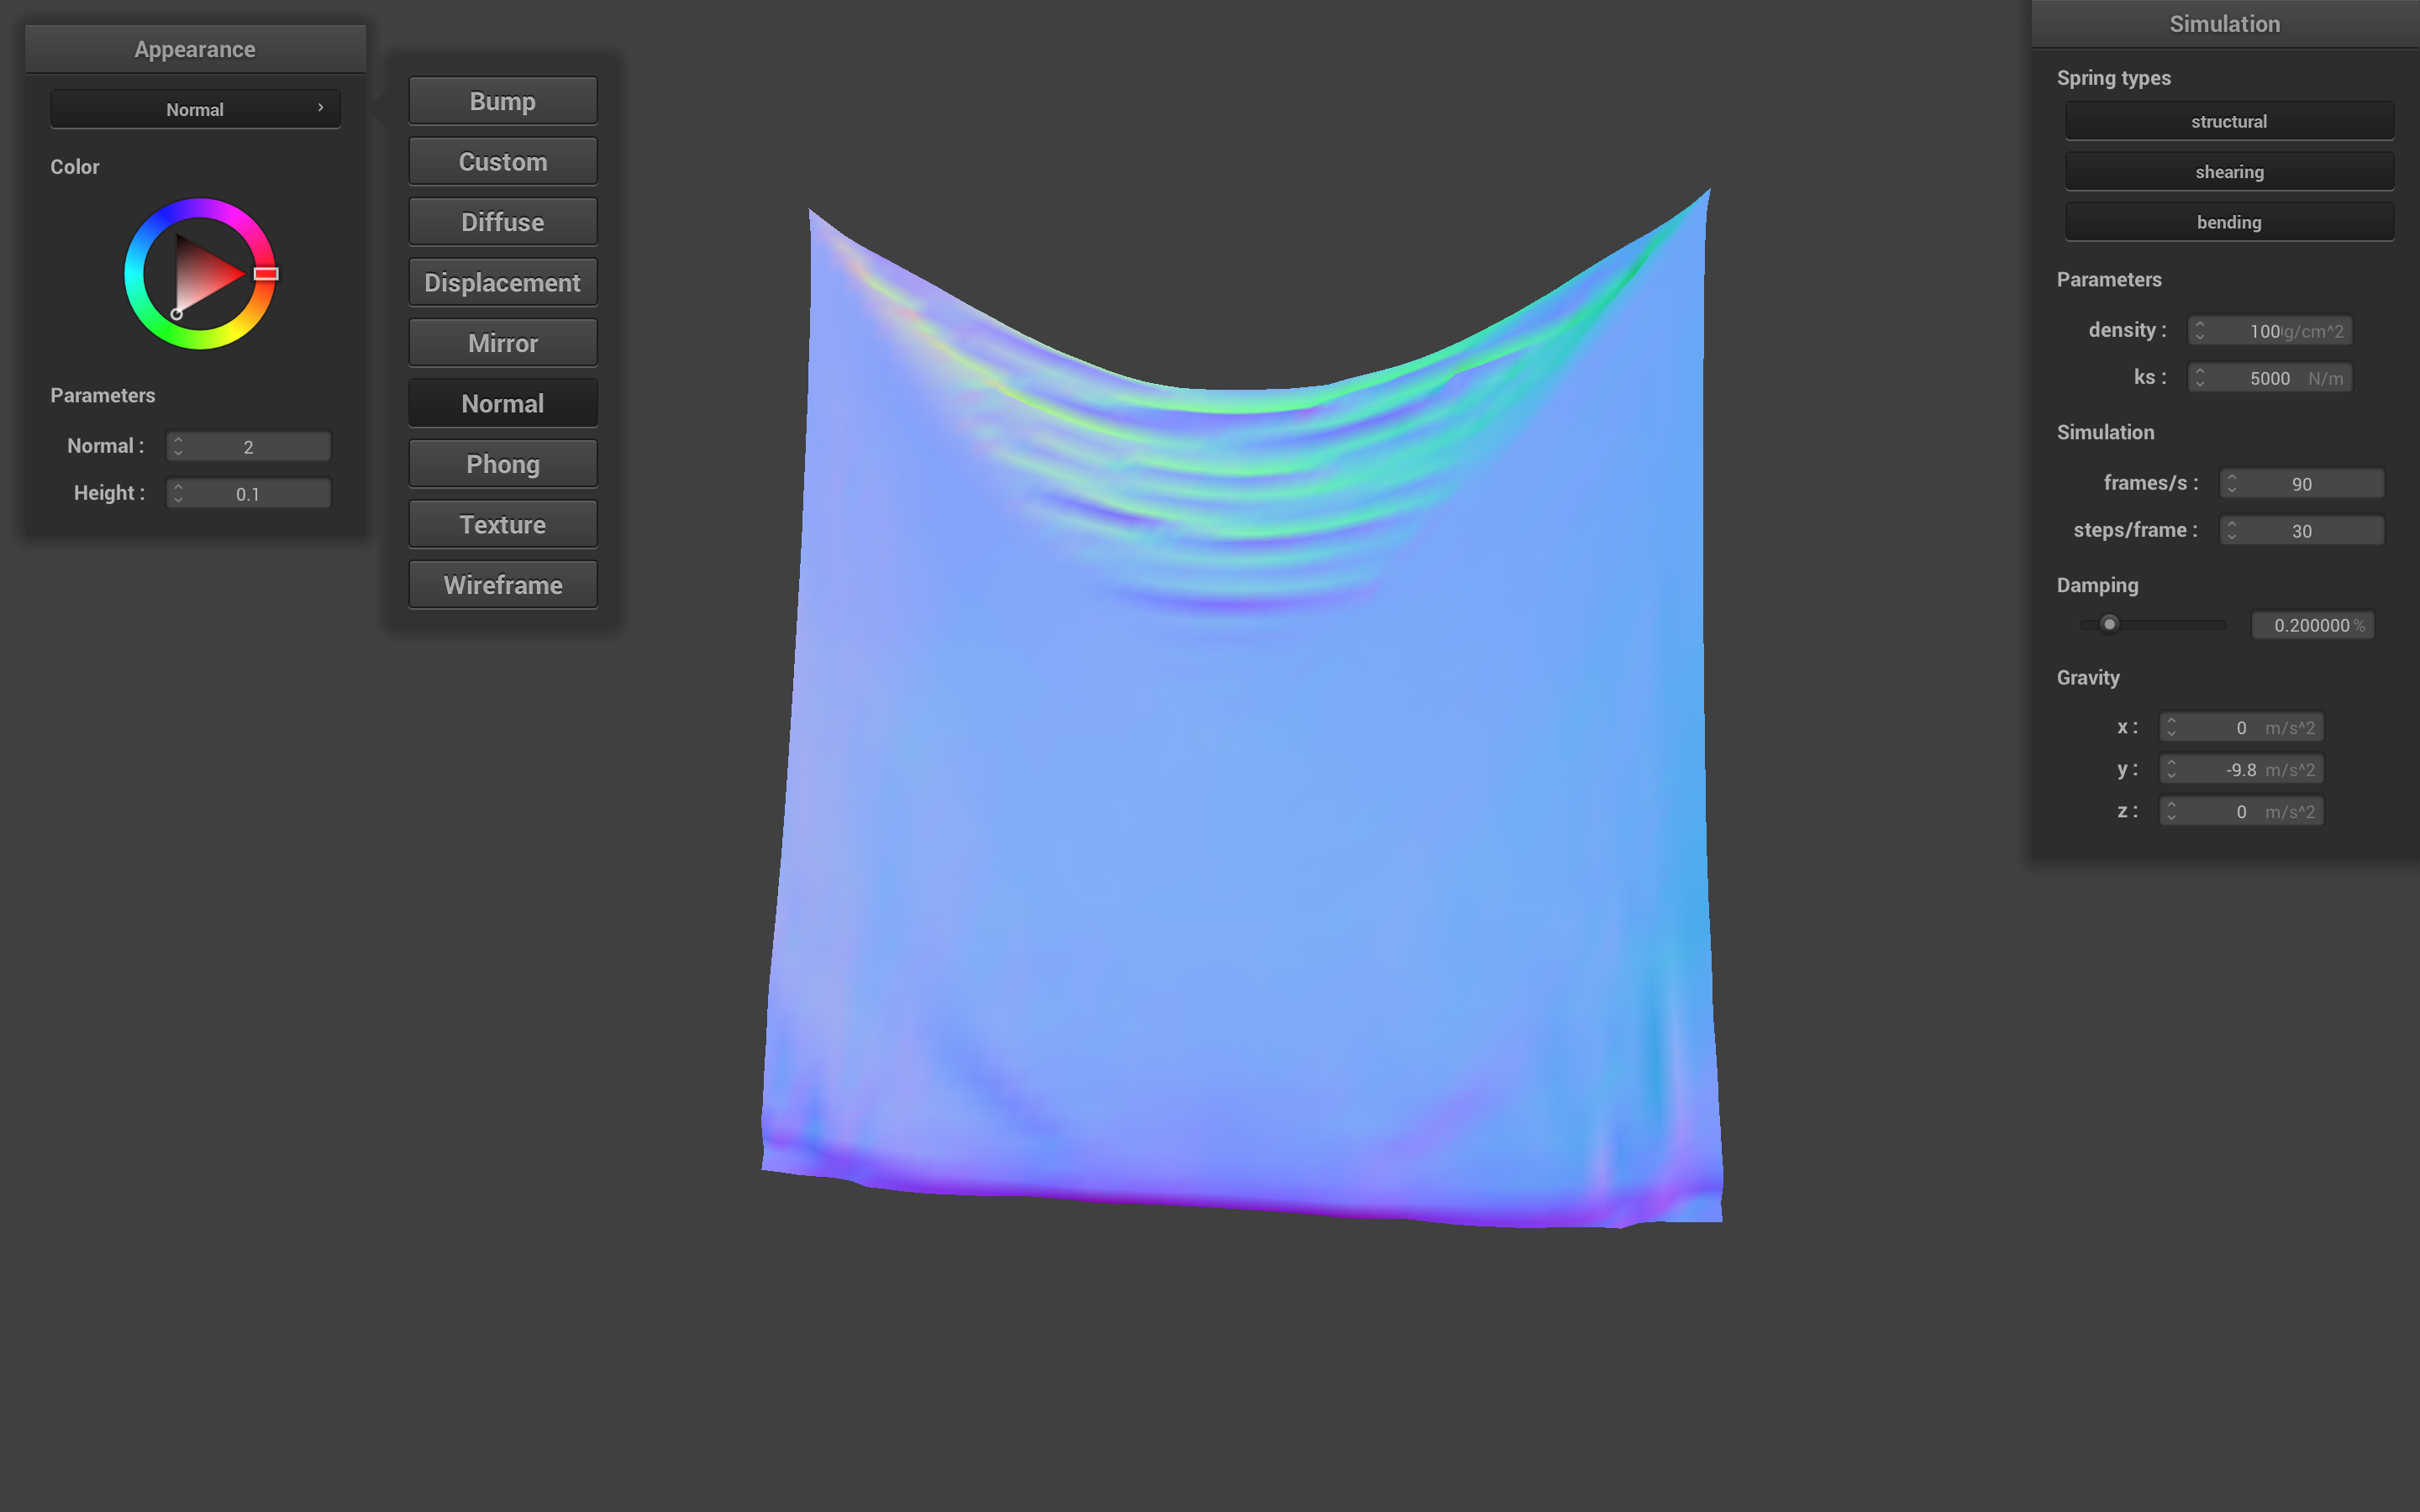 Appearance
Normal
Color
Parameters
Normal :
2
Height :
0.1
Bump
Custom
Diffuse
Displacement
Mirror
Normal
Phong
Texture
Wireframe
Simulation
Spring types
structural
shearing
bending
Parameters
density :
100 g/cm^2
ks :
5000 N/m
Simulation
frames/s :
90
steps/frame :
30
Damping
0.200000 %
Gravity
x :
0 m/s^2
y :
-9.8 m/s^2
z :
0 m/s^2